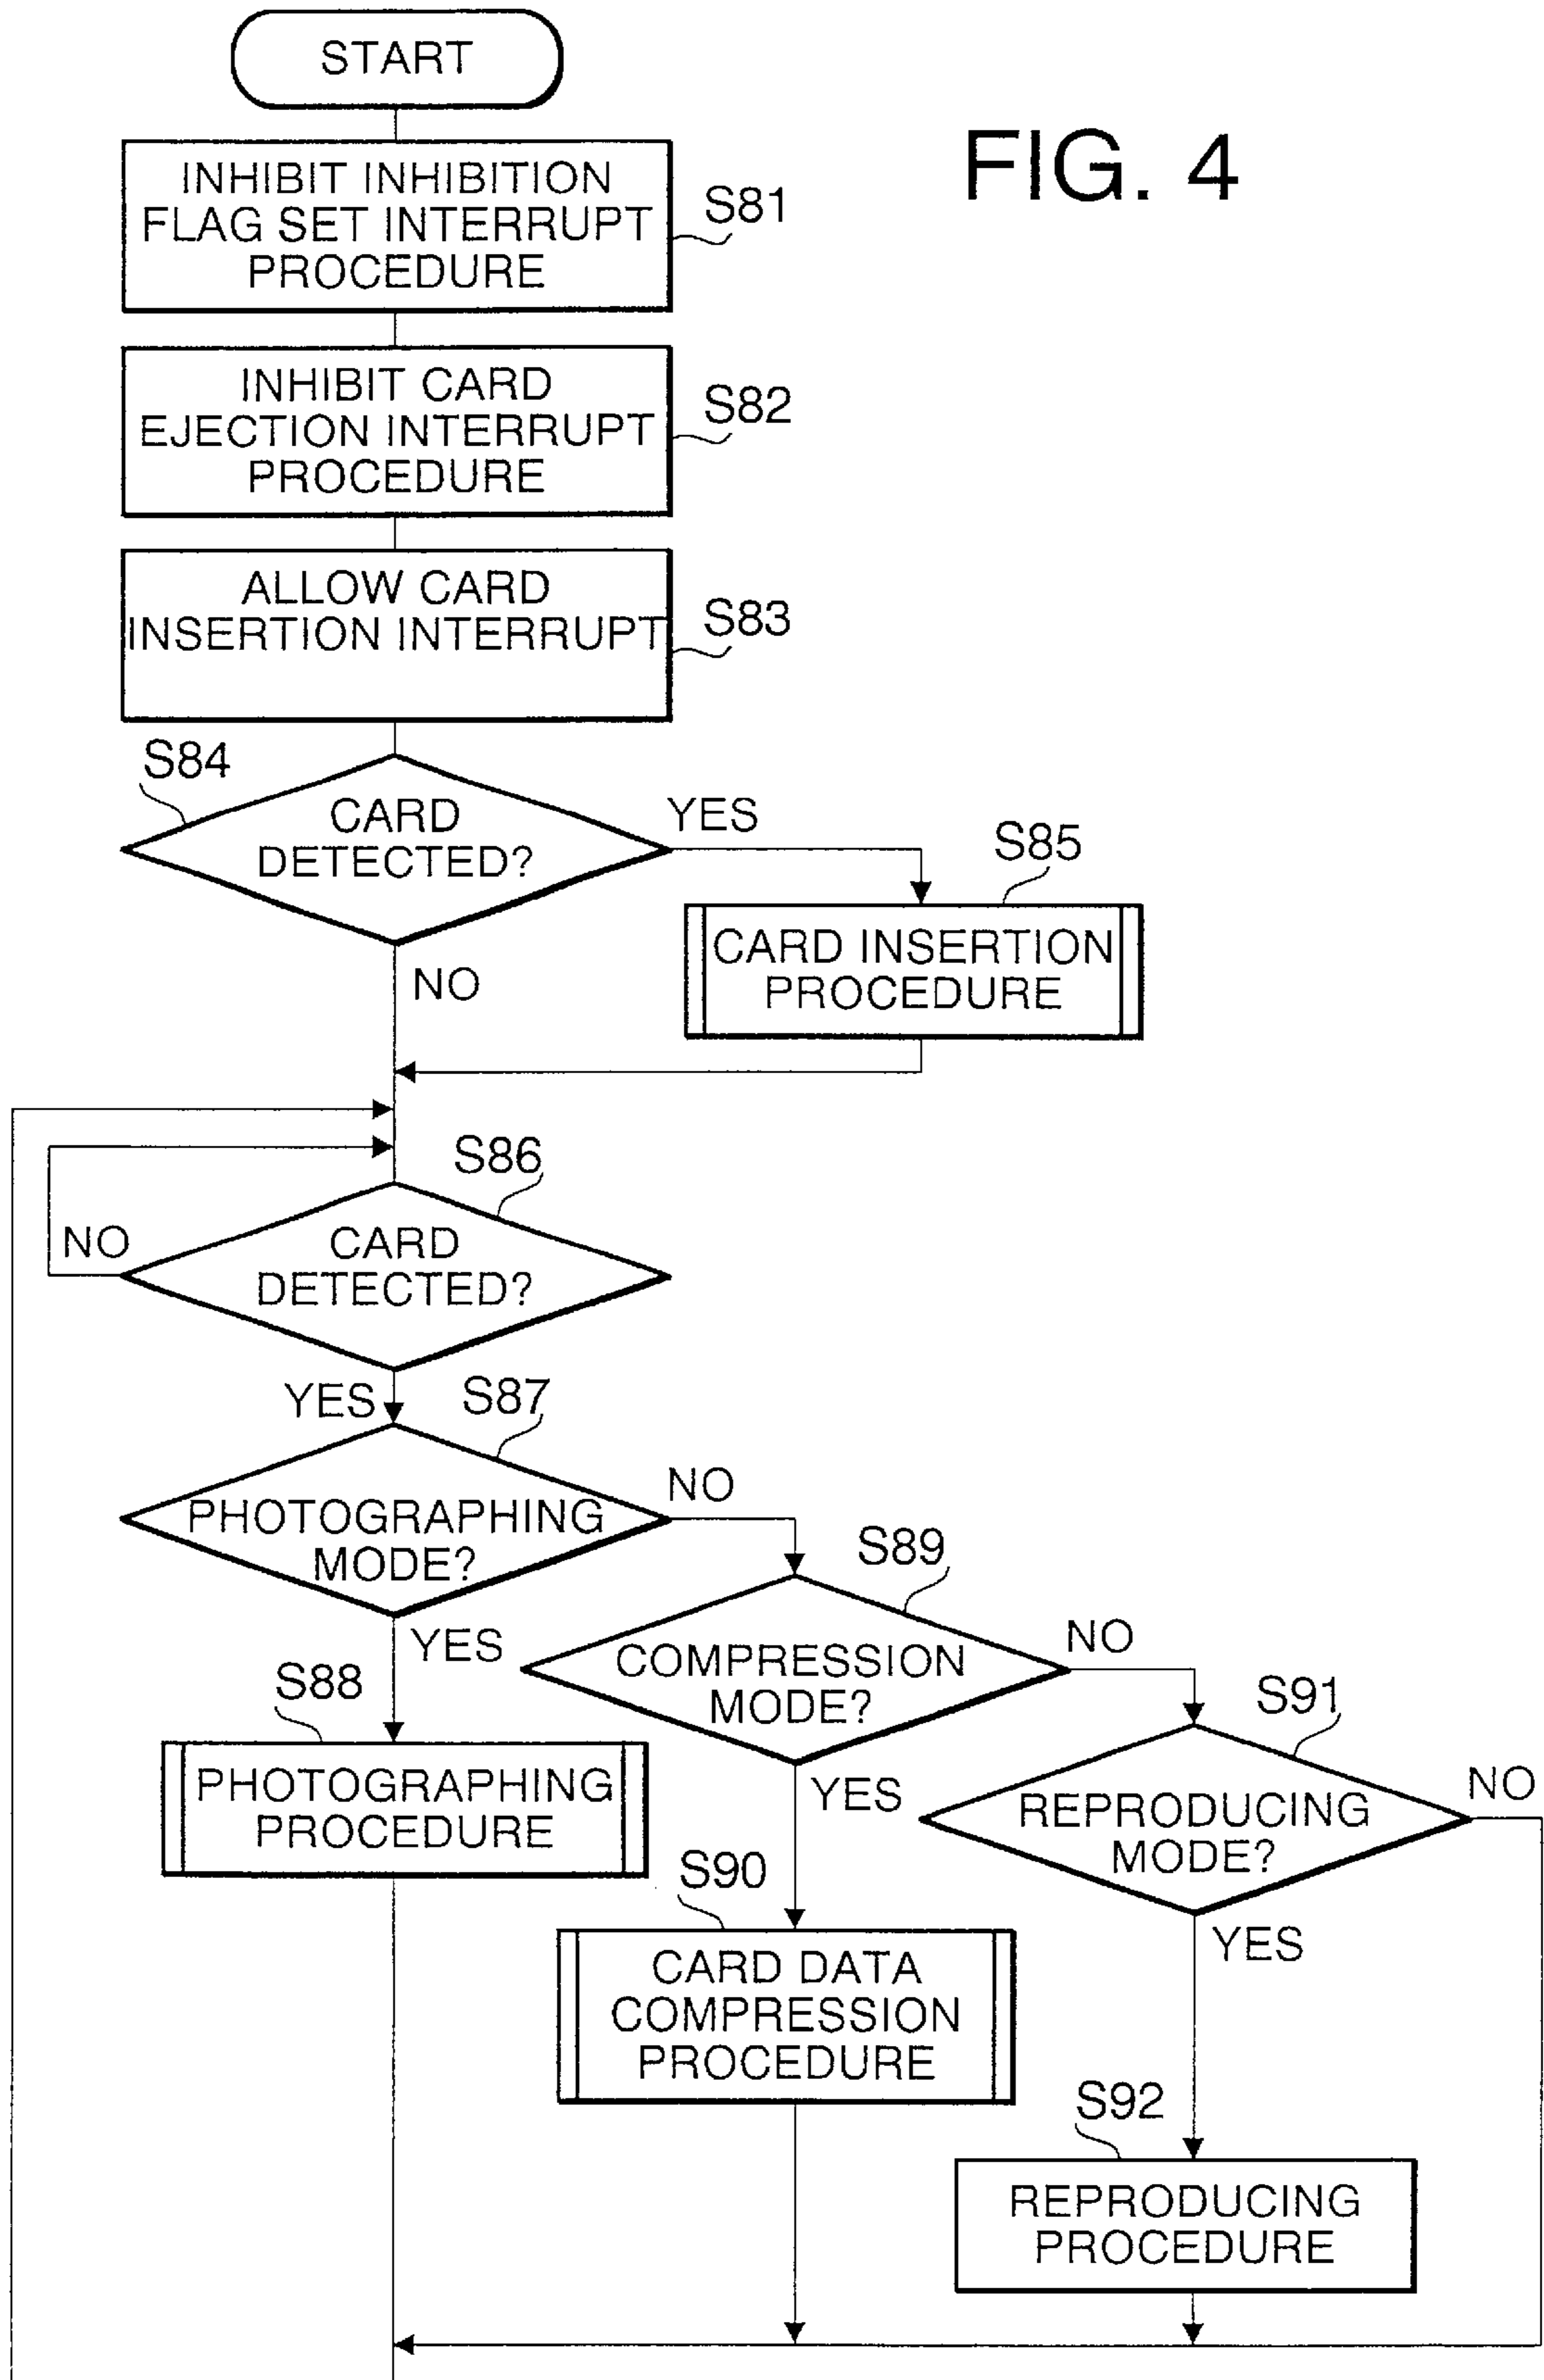 START
FIG. 4
INHIBIT INHIBITION
FLAG SET INTERRUPT
PROCEDURE
S81
INHIBIT CARD
EJECTION INTERRUPT
PROCEDURE
S82
ALLOW CARD
INSERTION INTERRUPT
S83
S84
CARD
DETECTED?
YES
NO
S85
CARD INSERTION
PROCEDURE
S86
CARD
DETECTED?
NO
YES
S87
PHOTOGRAPHING
MODE?
NO
YES
S88
PHOTOGRAPHING
PROCEDURE
S89
COMPRESSION
MODE?
NO
YES
S90
CARD DATA
COMPRESSION
PROCEDURE
S91
REPRODUCING
MODE?
NO
YES
S92
REPRODUCING
PROCEDURE